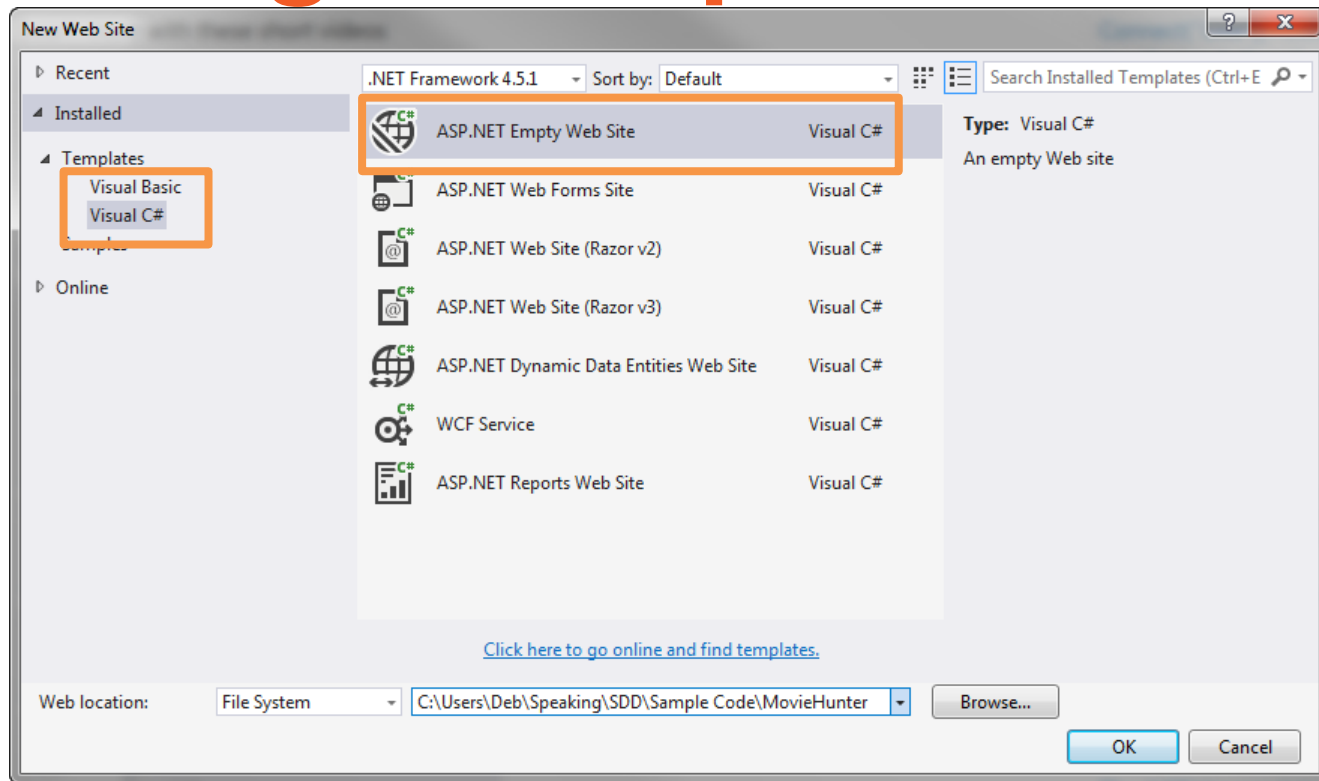 New Web Site
Recent
.NET Framework 4.5.1 Sort by: Default
Search Installed Templates (Ctrl+E
Installed
Templates
Visual Basic
Visual C#
Samples
Online
C# ASP.NET Empty Web Site Visual C#
ASP.NET Web Forms Site Visual C#
C# ASP.NET Web Site (Razor v2) Visual C#
C# ASP.NET Web Site (Razor v3) Visual C#
C# ASP.NET Dynamic Data Entities Web Site Visual C#
C# WCF Service Visual C#
C# ASP.NET Reports Web Site Visual C#
Type: Visual C#
An empty Web site
Click here to go online and find templates.
Web location: File System C:\Users\Deb\Speaking\SDD\Sample Code\MovieHunter Browse...
OK Cancel